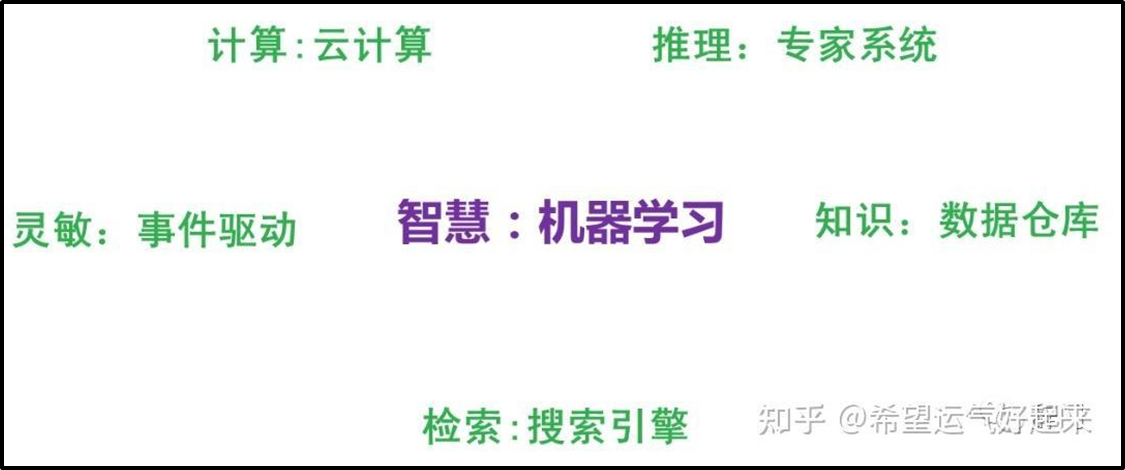 计算:云计算
推理：专家系统
灵敏：事件驱动
智慧：机器学习
知识：数据仓库
检索:搜索引擎
知乎 @希望运气好起来